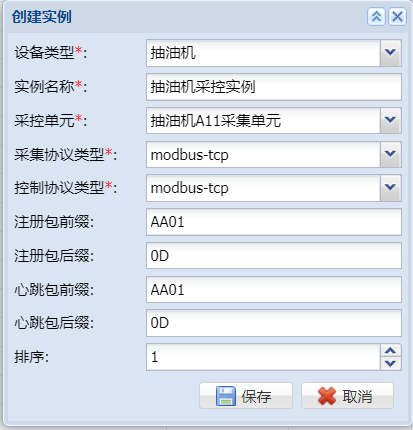 创建实例
设备类型*: 抽油机
实例名称*: 抽油机采控实例
采控单元*: 抽油机A11采集单元
采集协议类型*: modbus-tcp
控制协议类型*: modbus-tcp
注册包前缀: AA01
注册包后缀: 0D
心跳包前缀: AA01
心跳包后缀: 0D
排序: 1
保存 取消